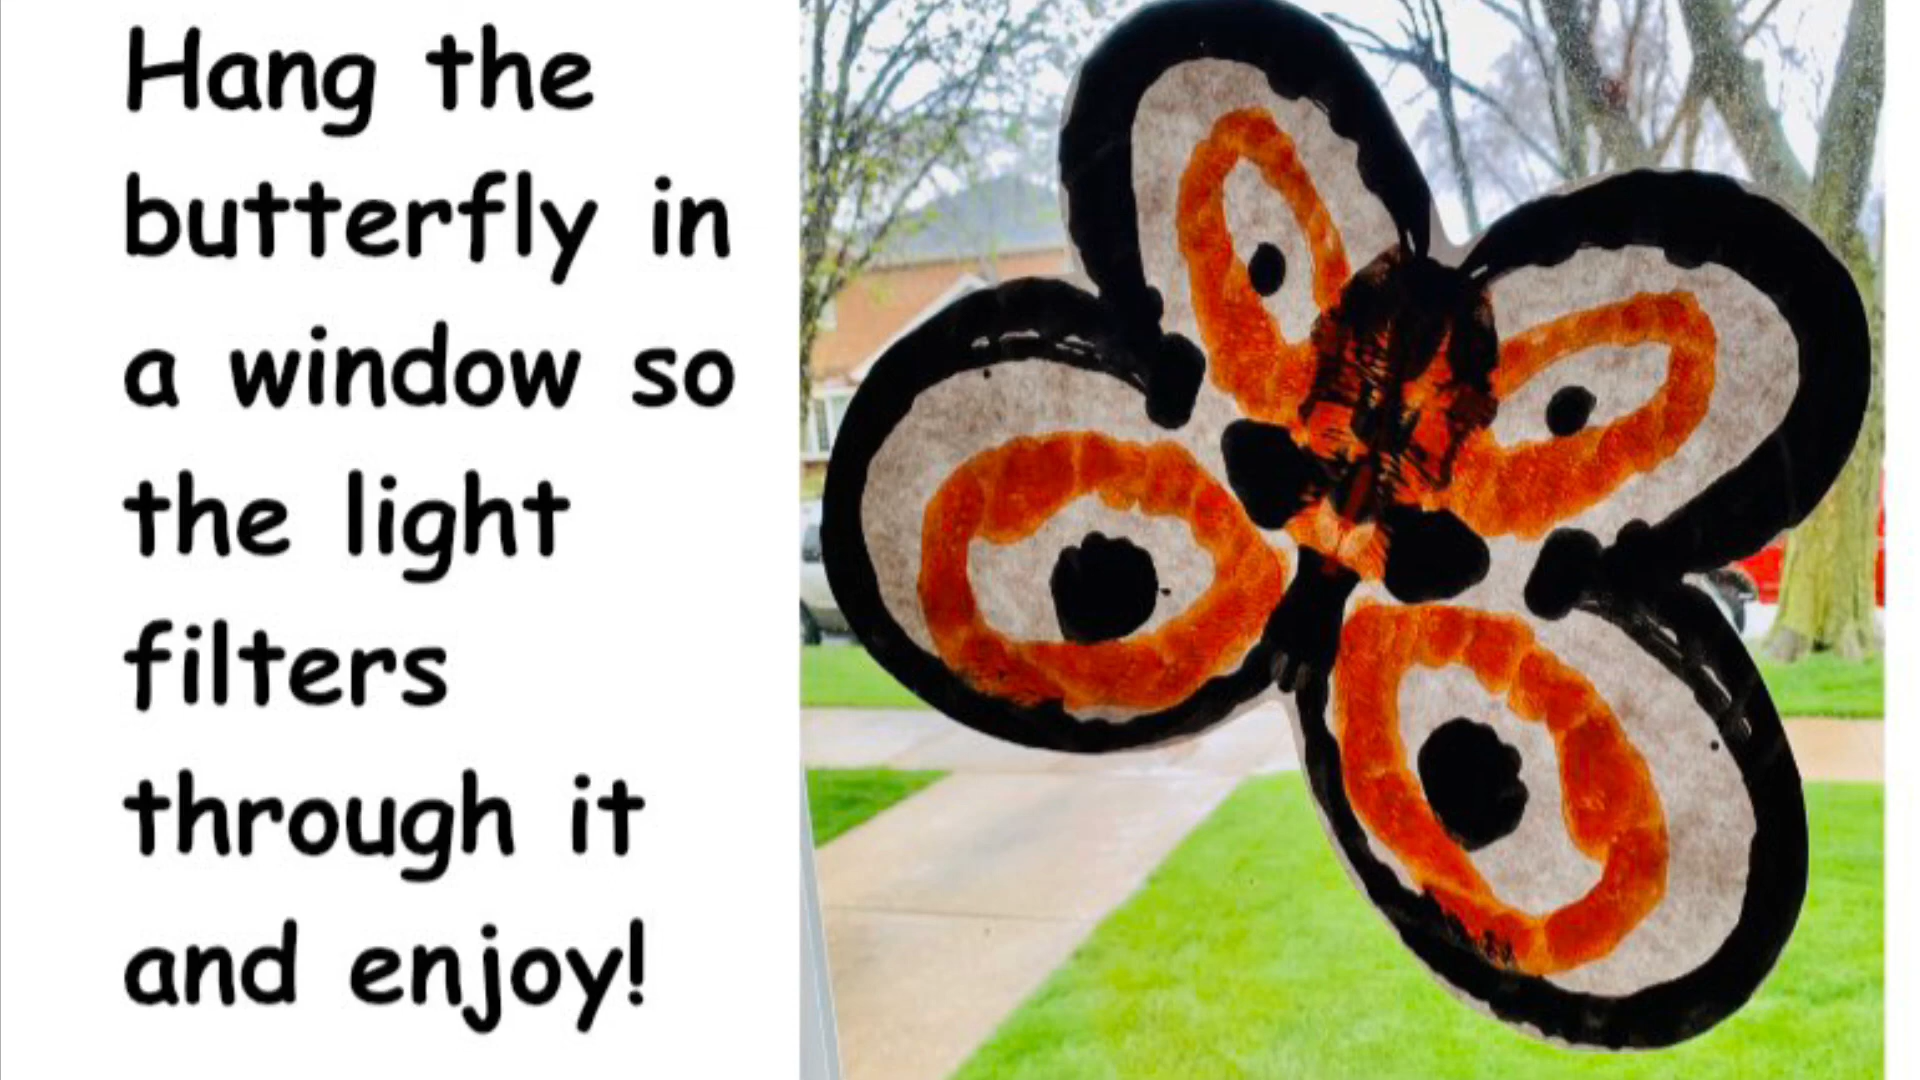 Hang the
butterfly in
a window so
the light
filters
through it
and enjoy!